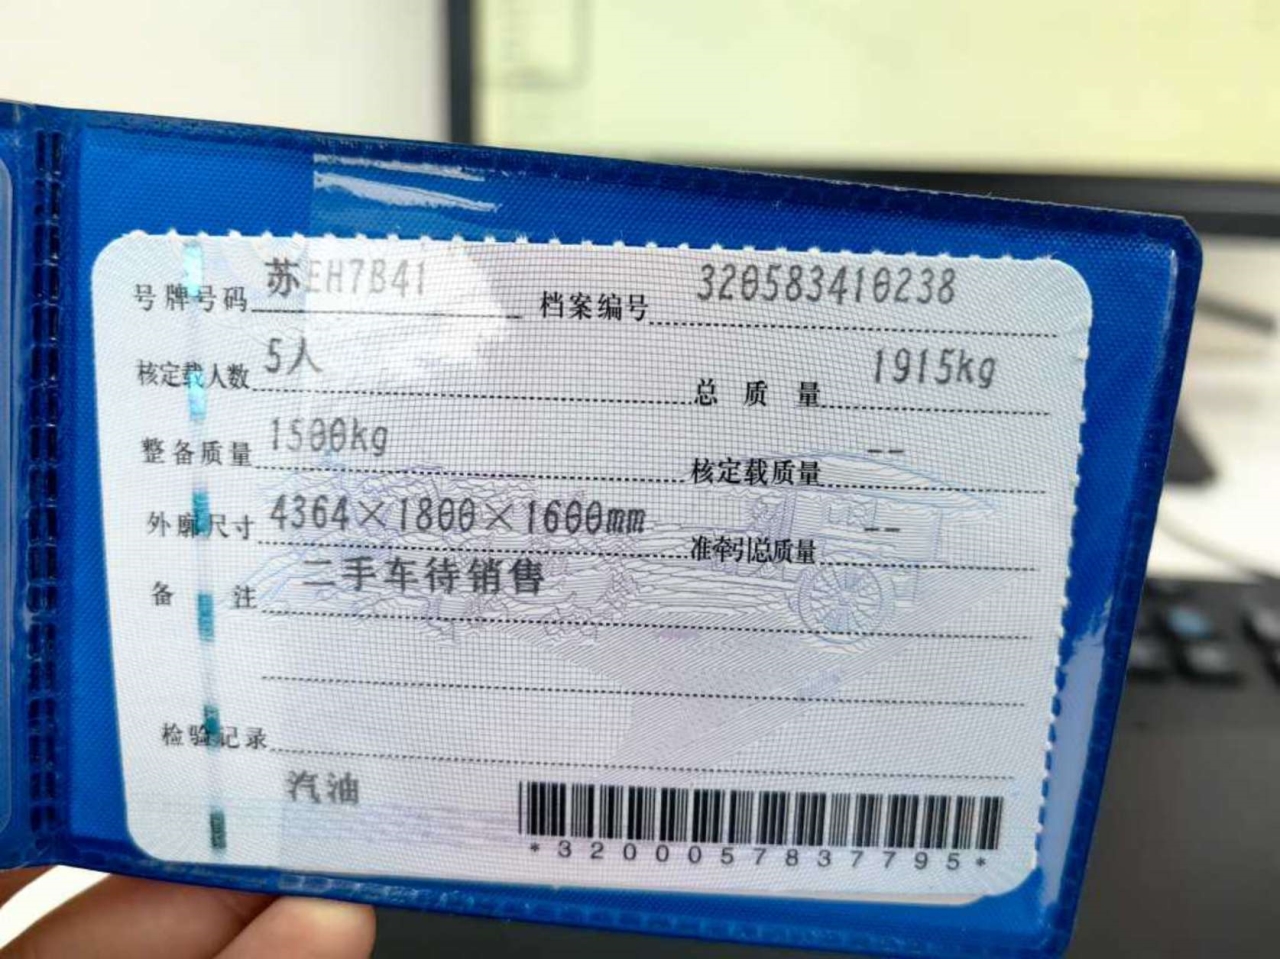 号牌号码 苏EH7B41 档案编号 320583410238
核定载人数 5人 总质量 1915kg
整备质量 1500kg 核定载质量 --
外廓尺寸 4364×1800×1600mm 准牵引总质量 --
备注 二手车待销售
检验记录
汽油
*3200057837795*